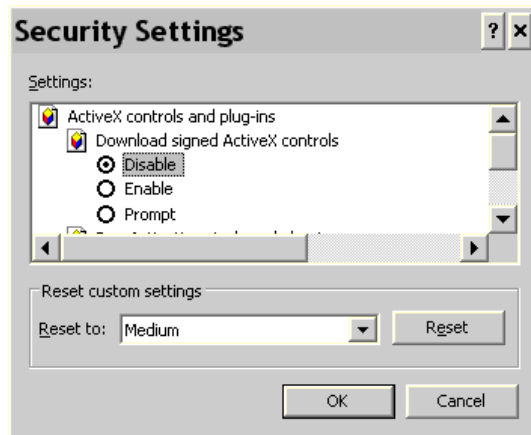 Security Settings
Settings:
ActiveX controls and plug-ins
Download signed ActiveX controls
Disable
Enable
Prompt
Reset custom settings
Reset to: Medium Reset
OK Cancel